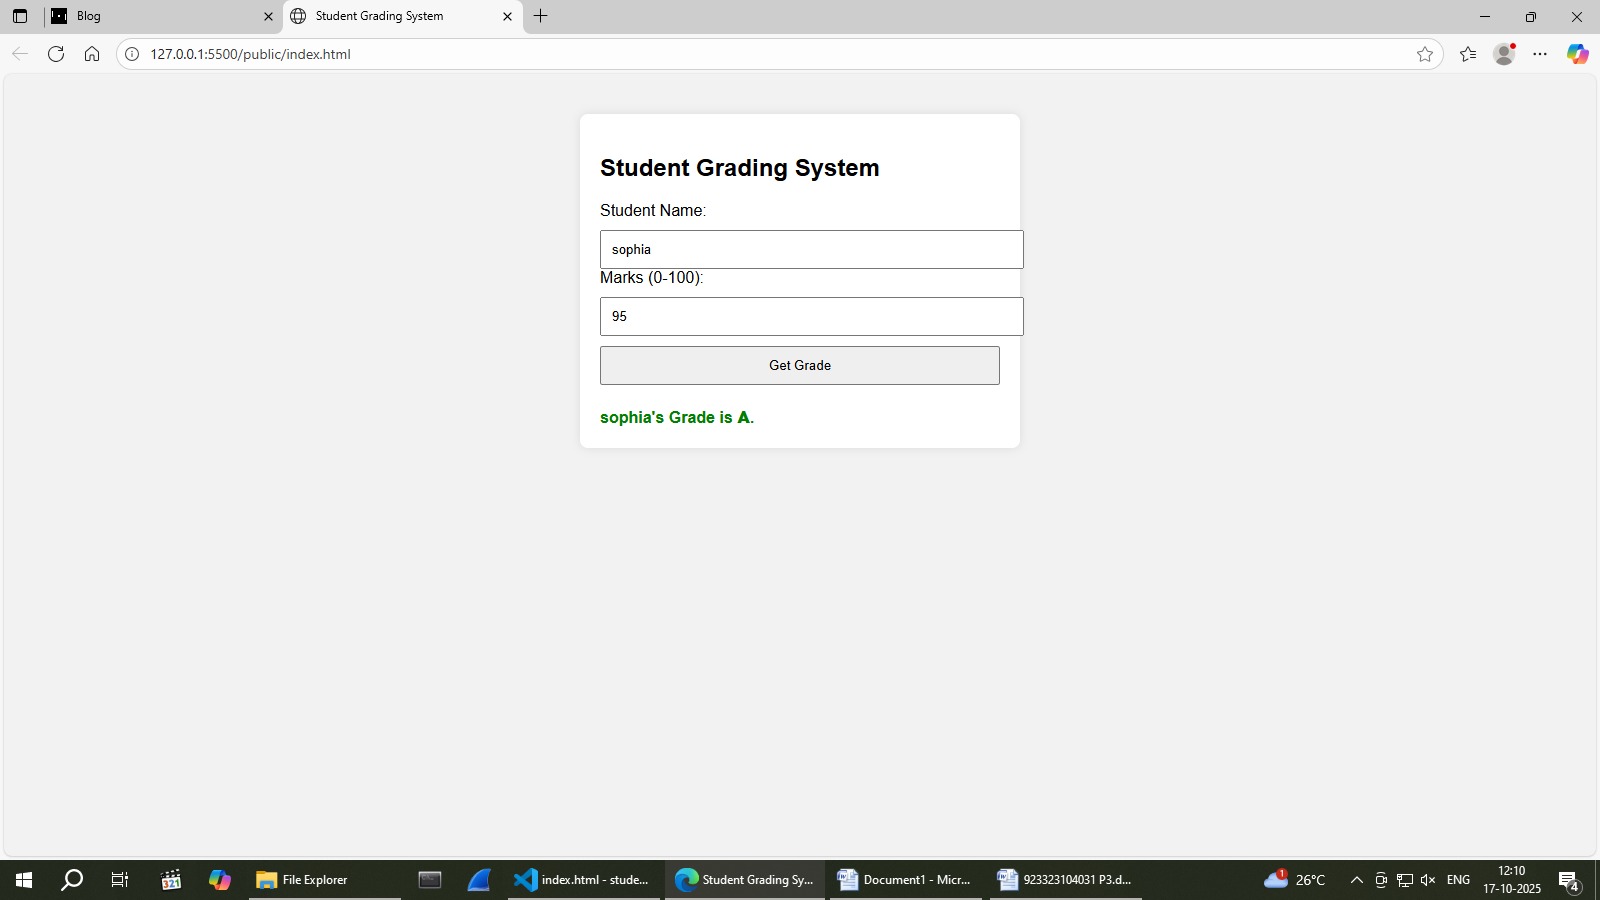 Blog
Student Grading System
127.0.0.1:5500/public/index.html
Student Grading System
Student Name:
sophia
Marks (0-100):
95
Get Grade
sophia's Grade is A.
321
File Explorer
index.html - stude...
Student Grading Sy...
Document1 - Micr...
923323104031 P3.d...
1
26°C
ENG
12:10
17-10-2025
4